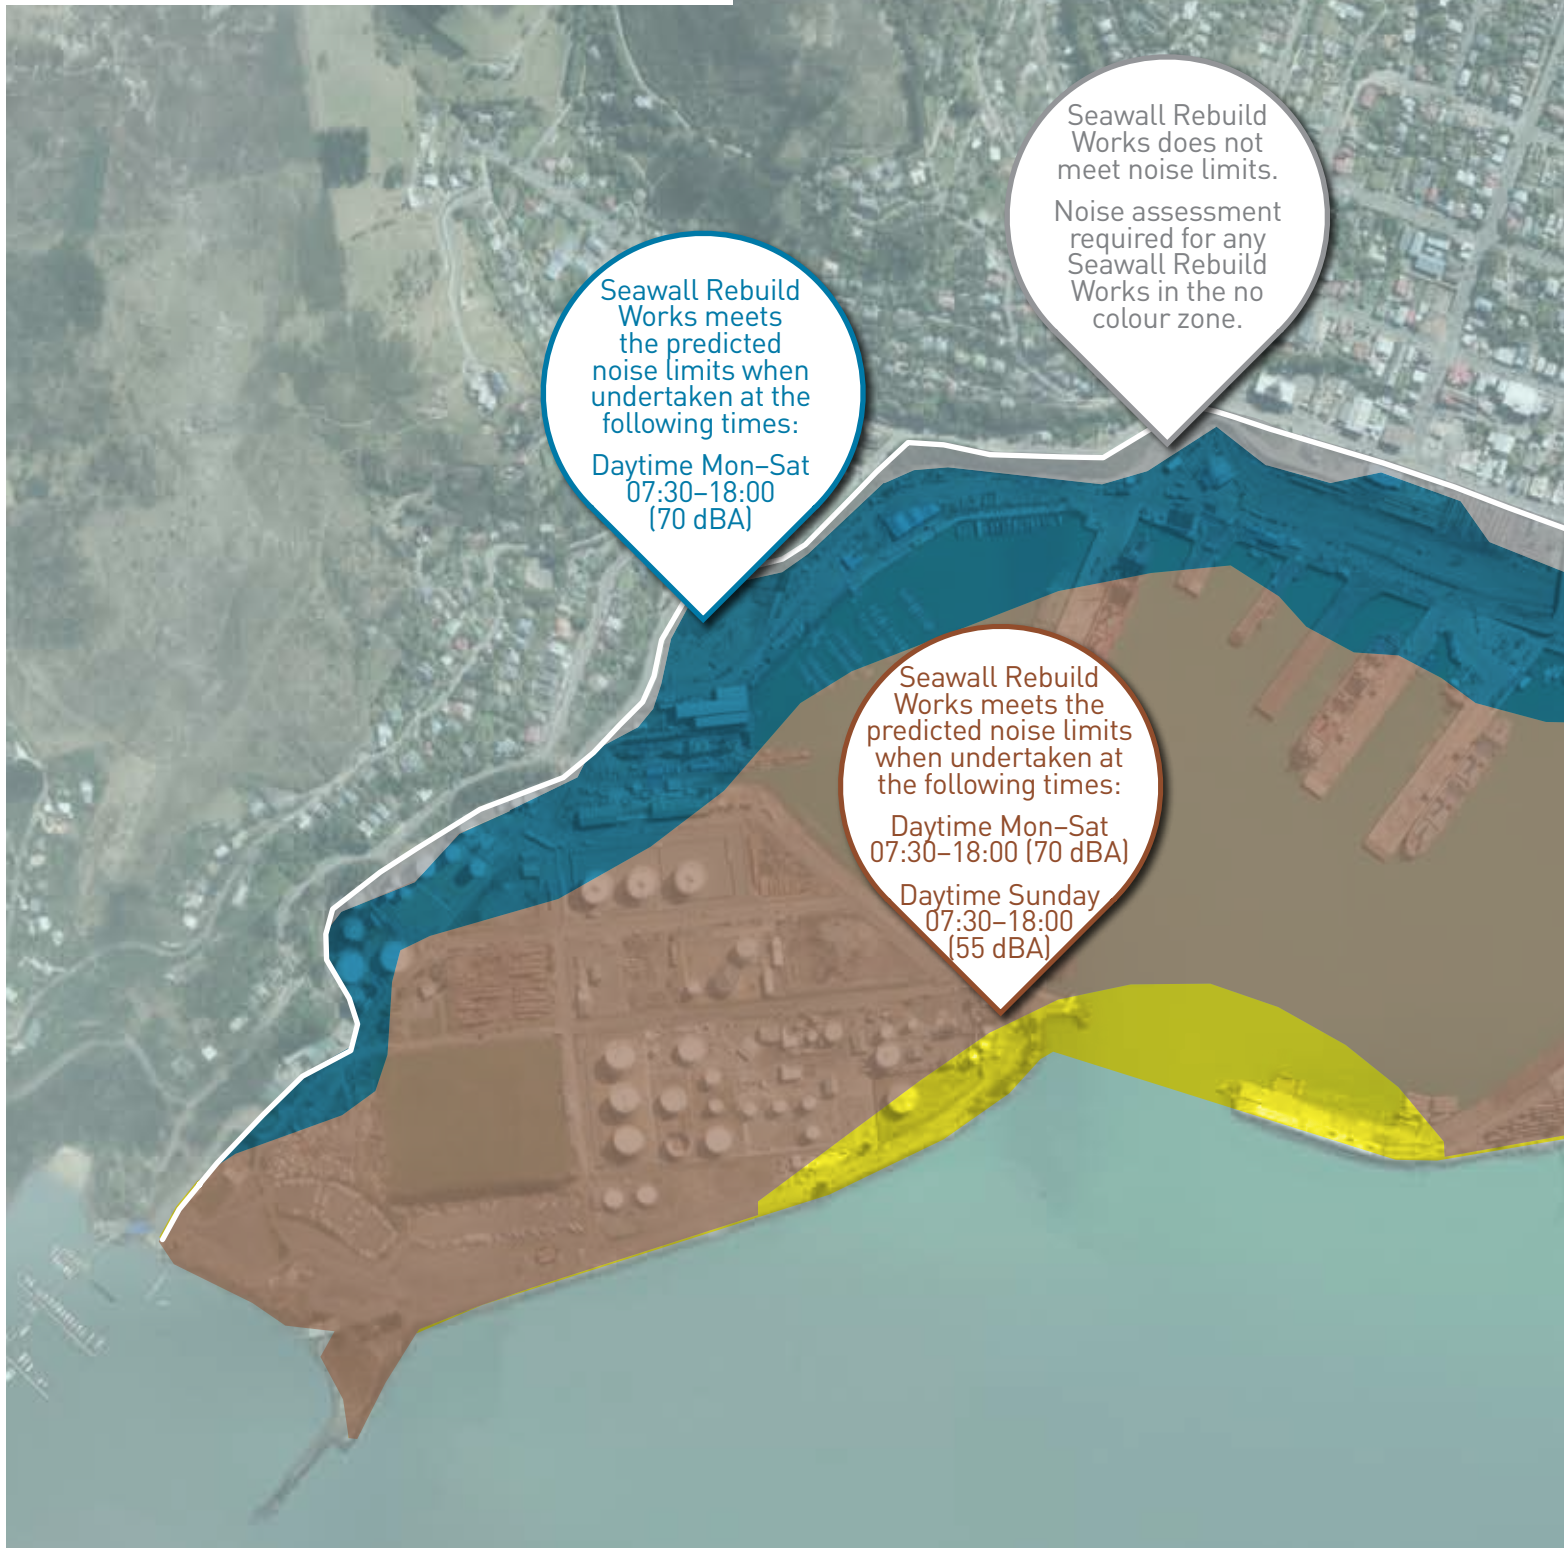 Seawall Rebuild
Works does not
meet noise limits.
Noise assessment
required for any
Seawall Rebuild
Works in the no
colour zone.
Seawall Rebuild
Works meets
the predicted
noise limits when
undertaken at the
following times:
Daytime Mon–Sat
07:30–18:00
(70 dBA)
Seawall Rebuild
Works meets the
predicted noise limits
when undertaken at
the following times:
Daytime Mon–Sat
07:30–18:00 (70 dBA)
Daytime Sunday
07:30–18:00
(55 dBA)